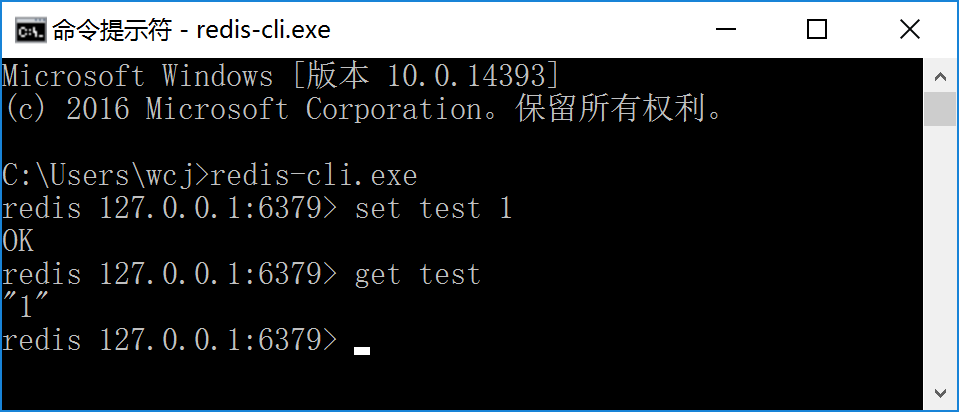 命令提示符 - redis-cli.exe
Microsoft Windows [版本 10.0.14393]
(c) 2016 Microsoft Corporation。保留所有权利。
C:\Users\wcj>redis-cli.exe
redis 127.0.0.1:6379> set test 1
OK
redis 127.0.0.1:6379> get test
"1"
redis 127.0.0.1:6379>